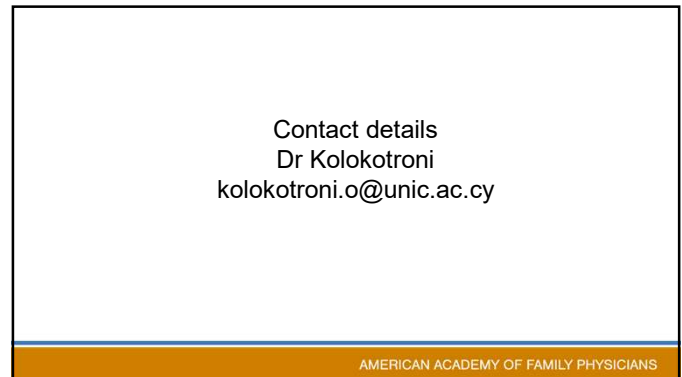 Contact details
Dr Kolokotroni
kolokotroni.o@unic.ac.cy
AMERICAN ACADEMY OF FAMILY PHYSICIANS